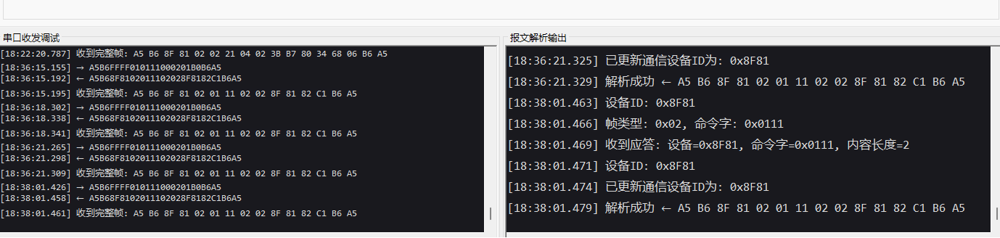 串口收发调试
[18:22:20.787] 收到完整帧: A5 B6 8F 81 02 02 21 04 02 3B B7 80 34 68 06 B6 A5
[18:36:15.155] → A5B6FFFF010111000201B0B6A5
[18:36:15.192] ← A5B68F8102011102028F8182C1B6A5
[18:36:15.195] 收到完整帧: A5 B6 8F 81 02 01 11 02 02 8F 81 82 C1 B6 A5
[18:36:18.302] → A5B6FFFF010111000201B0B6A5
[18:36:18.338] ← A5B68F8102011102028F8182C1B6A5
[18:36:18.341] 收到完整帧: A5 B6 8F 81 02 01 11 02 02 8F 81 82 C1 B6 A5
[18:36:21.265] → A5B6FFFF010111000201B0B6A5
[18:36:21.298] ← A5B68F8102011102028F8182C1B6A5
[18:36:21.309] 收到完整帧: A5 B6 8F 81 02 01 11 02 02 8F 81 82 C1 B6 A5
[18:38:01.426] → A5B6FFFF010111000201B0B6A5
[18:38:01.458] ← A5B68F8102011102028F8182C1B6A5
[18:38:01.461] 收到完整帧: A5 B6 8F 81 02 01 11 02 02 8F 81 82 C1 B6 A5
报文解析输出
[18:36:21.325] 已更新通信设备ID为: 0x8F81
[18:36:21.329] 解析成功 ← A5 B6 8F 81 02 01 11 02 02 8F 81 82 C1 B6 A5
[18:38:01.463] 设备ID: 0x8F81
[18:38:01.466] 帧类型: 0x02, 命令字: 0x0111
[18:38:01.469] 收到应答: 设备=0x8F81, 命令字=0x0111, 内容长度=2
[18:38:01.471] 设备ID: 0x8F81
[18:38:01.474] 已更新通信设备ID为: 0x8F81
[18:38:01.479] 解析成功 ← A5 B6 8F 81 02 01 11 02 02 8F 81 82 C1 B6 A5